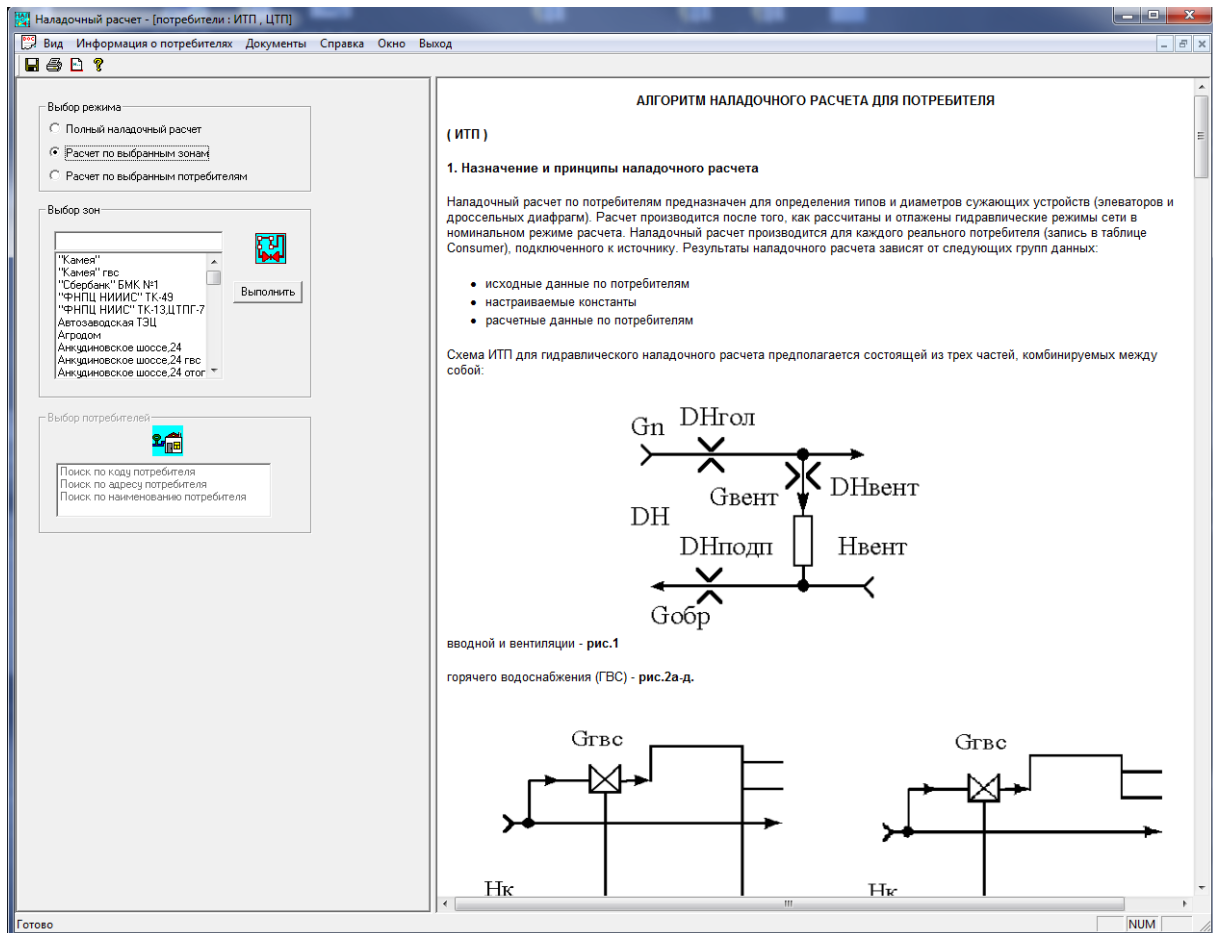 Наладочный расчет - [потребители : ИТП , ЦТП]
Вид Информация о потребителях Документы Справка Окно Выход
Выбор режима
Полный наладочный расчет
Расчет по выбранным зонам
Расчет по выбранным потребителям
Выбор зон
"Камея"
"Камея" гвс
"Сбербанк" БМК №1
"ФНПЦ НИИИС" ТК-49
"ФНПЦ НИИС" ТК-13,ЦТПГ-7
Автозаводская ТЭЦ
Агродом
Анкудиновское шоссе,24
Анкудиновское шоссе,24 гвс
Анкудиновское шоссе,24 отог
Выполнить
Выбор потребителей
Поиск по коду потребителя
Поиск по адресу потребителя
Поиск по наименованию потребителя
АЛГОРИТМ НАЛАДОЧНОГО РАСЧЕТА ДЛЯ ПОТРЕБИТЕЛЯ
( ИТП )
1. Назначение и принципы наладочного расчета
Наладочный расчет по потребителям предназначен для определения типов и диаметров сужающих устройств (элеваторов и
дроссельных диафрагм). Расчет производится после того, как рассчитаны и отлажены гидравлические режимы сети в
номинальном режиме расчета. Наладочный расчет производится для каждого реального потребителя (запись в таблице
Consumer), подключенного к источнику. Результаты наладочного расчета зависят от следующих групп данных:
исходные данные по потребителям
настраиваемые константы
расчетные данные по потребителям
Схема ИТП для гидравлического наладочного расчета предполагается состоящей из трех частей, комбинируемых между
собой:
Gп DHгол
Gвент DHвент
DH
DHподп Hвент
Gобр
вводной и вентиляции - рис.1
горячего водоснабжения (ГВС) - рис.2а-д.
Gгвс Gгвс
Нк Нк
Готово NUM